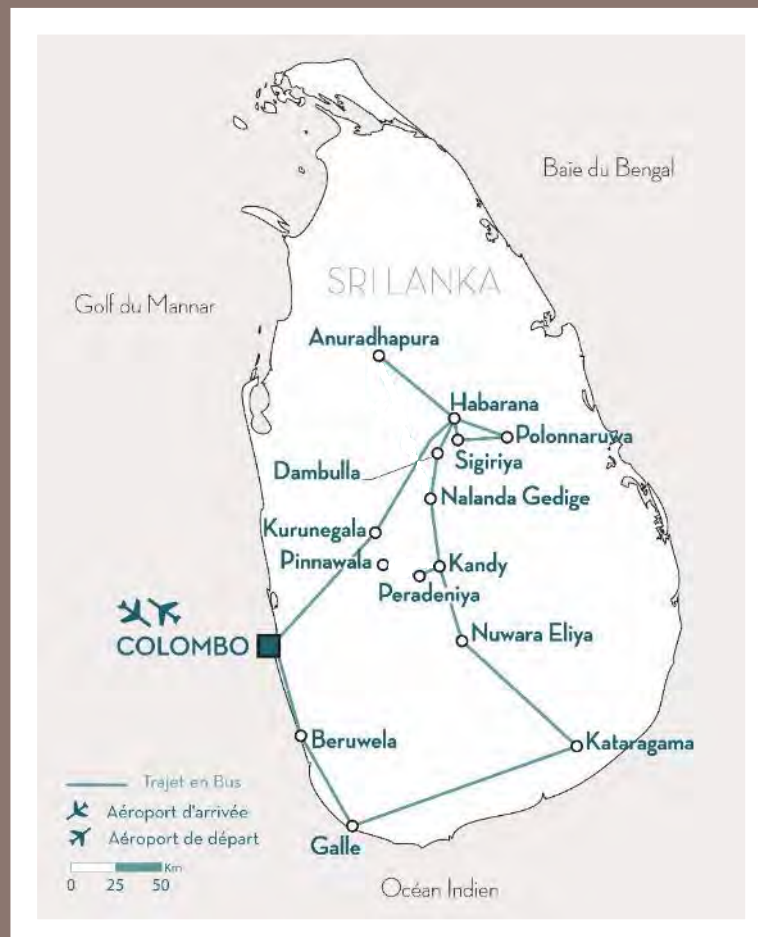 Baie du Bengal
SRI LANKA
Golf du Mannar
Anuradhapura
Habarana
Polonnaruwa
Sigiriya
Dambulla
Nalanda Gedige
Kurunegala
Pinnawala
Kandy
Peradeniya
Nuwara Eliya
COLOMBO
Beruwela
Kataragama
Trajet en Bus
Aéroport d'arrivée
Aéroport de départ
Galle
Km
0 25 50
Océan Indien